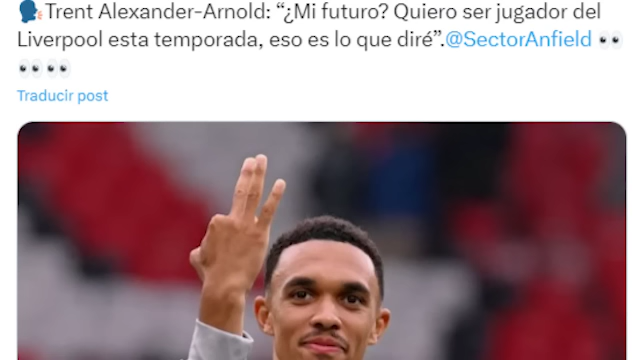 🗣️Trent Alexander-Arnold: “¿Mi futuro? Quiero ser jugador del
Liverpool esta temporada, eso es lo que diré”.@SectorAnfield 👀
👀👀
Traducir post